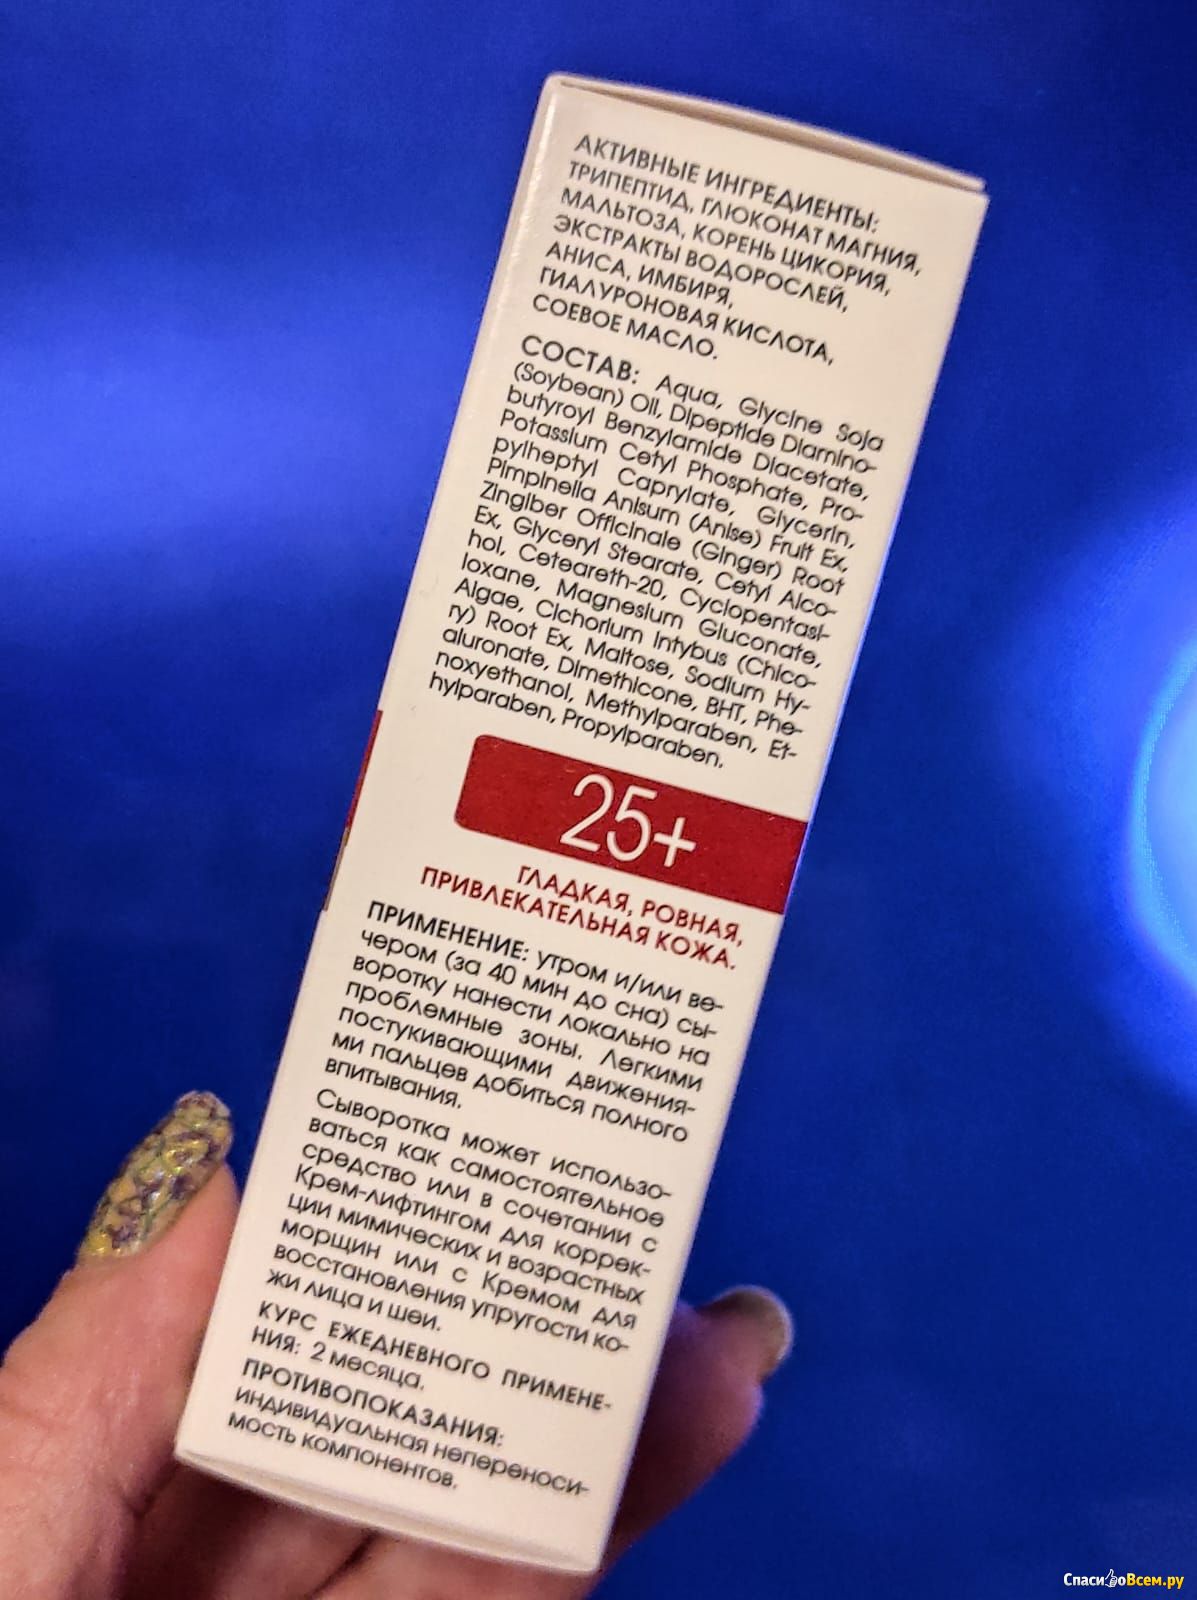 АКТИВНЫЕ ИНГРЕДИЕНТЫ:
ТРИПЕПТИД, ГЛЮКОНАТ МАГНИЯ,
МАЛЬТОЗА, КОРЕНЬ ЦИКОРИЯ,
ЭКСТРАКТЫ ВОДОРОСЛЕЙ,
АНИСА, ИМБИРЯ,
ГИАЛУРОНОВАЯ КИСЛОТА,
СОЕВОЕ МАСЛО.
СОСТАВ: Aqua, Glycine Soja
(Soybean) Oil, Dipeptide Diamino-
butyroyl Benzylamide Diacetate,
Potassium Cetyl Phosphate, Pro-
pylheptyl Caprylate, Glycerin,
Pimpinella Anisum (Anise) Fruit Ex,
Zingiber Officinale (Ginger) Root
Ex, Glyceryl Stearate, Cetyl Alco-
hol, Ceteareth-20, Cyclopentasi-
loxane, Magnesium Gluconate,
Algae, Cichorium Intybus (Chico-
ry) Root Ex, Maltose, Sodium Hy-
aluronate, Dimethicone, BHT, Phe-
noxyethanol, Methylparaben, Et-
hylparaben, Propylparaben.
25+
ГЛАДКАЯ, РОВНАЯ,
ПРИВЛЕКАТЕЛЬНАЯ КОЖА.
ПРИМЕНЕНИЕ: утром и/или ве-
чером (за 40 мин до сна) сы-
воротку нанести локально на
проблемные зоны. Легкими
постукивающими движения-
ми пальцев добиться полного
впитывания.
Сыворотка может использо-
ваться как самостоятельное
средство или в сочетании с
Крем-лифтингом для коррек-
ции мимических и возрастных
морщин или с Кремом для
восстановления упругости ко-
жи лица и шеи.
КУРС ЕЖЕДНЕВНОГО ПРИМЕНЕ-
НИЯ: 2 месяца.
ПРОТИВОПОКАЗАНИЯ:
индивидуальная непереноси-
мость компонентов.
СпасибоВсем.ру